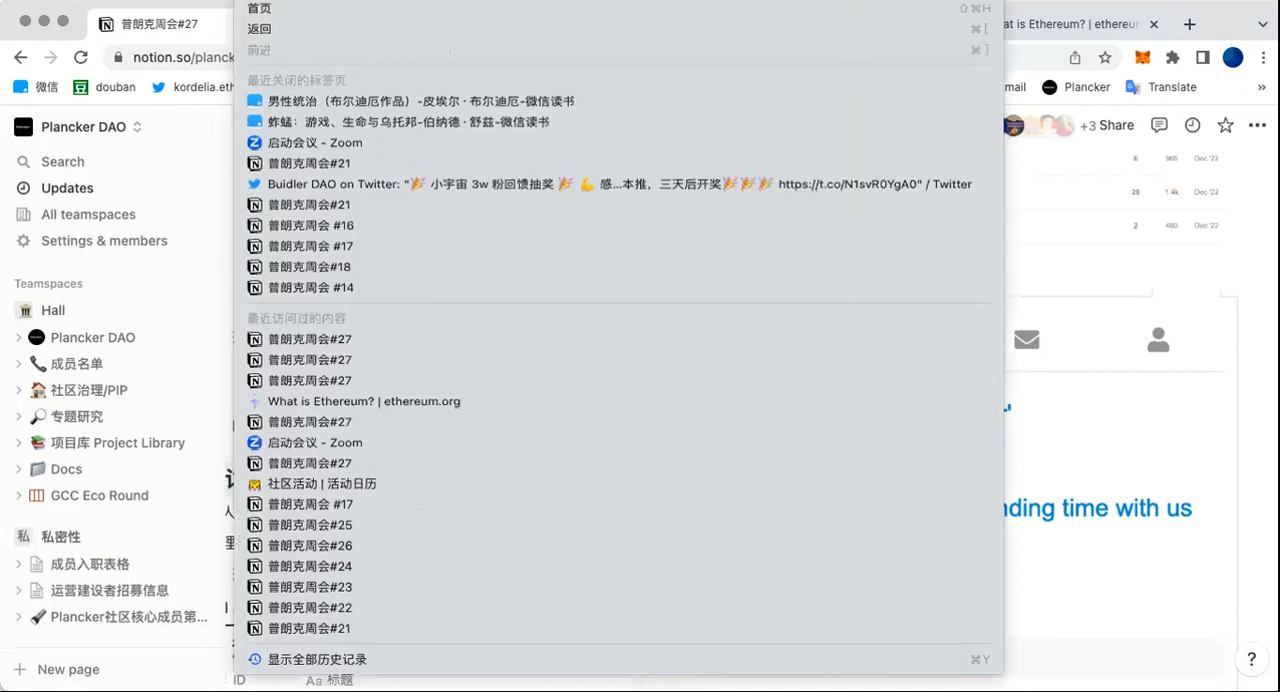 普朗克周会#27
at is Ethereum? | ethereu
notion.so/planck
微信
douban
kordelia.eth
mail
Plancker
Translate
»
首页 ⇧⌘H
返回 ⌘[
前进 ⌘]
最近关闭的标签页
男性统治（布尔迪厄作品）-皮埃尔·布尔迪厄-微信读书
蚱蜢：游戏、生命与乌托邦-伯纳德·舒兹-微信读书
启动会议 - Zoom
普朗克周会#21
Buidler DAO on Twitter: "🎉 小宇宙 3w 粉回馈抽奖 🎉 💪 感...本推，三天后开奖🎉🎉🎉 https://t.co/N1svR0YgA0" / Twitter
普朗克周会#21
普朗克周会 #16
普朗克周会 #17
普朗克周会#18
普朗克周会 #14
最近访问过的内容
普朗克周会#27
普朗克周会#27
普朗克周会#27
What is Ethereum? | ethereum.org
普朗克周会#27
启动会议 - Zoom
普朗克周会#27
社区活动 | 活动日历
普朗克周会 #17
普朗克周会#25
普朗克周会#26
普朗克周会#24
普朗克周会#23
普朗克周会#22
普朗克周会#21
显示全部历史记录 ⌘Y
Plancker DAO
Search
Updates
All teamspaces
Settings & members
Teamspaces
Hall
Plancker DAO
成员名单
社区治理/PIP
专题研究
项目库 Project Library
Docs
GCC Eco Round
私 私密性
成员入职表格
运营建设者招募信息
Plancker社区核心成员第...
New page
+3 Share
6 965 Dec '22
28 1.4k Dec '22
2 460 Dec '22
nding time with us
ID Aa 标题
?